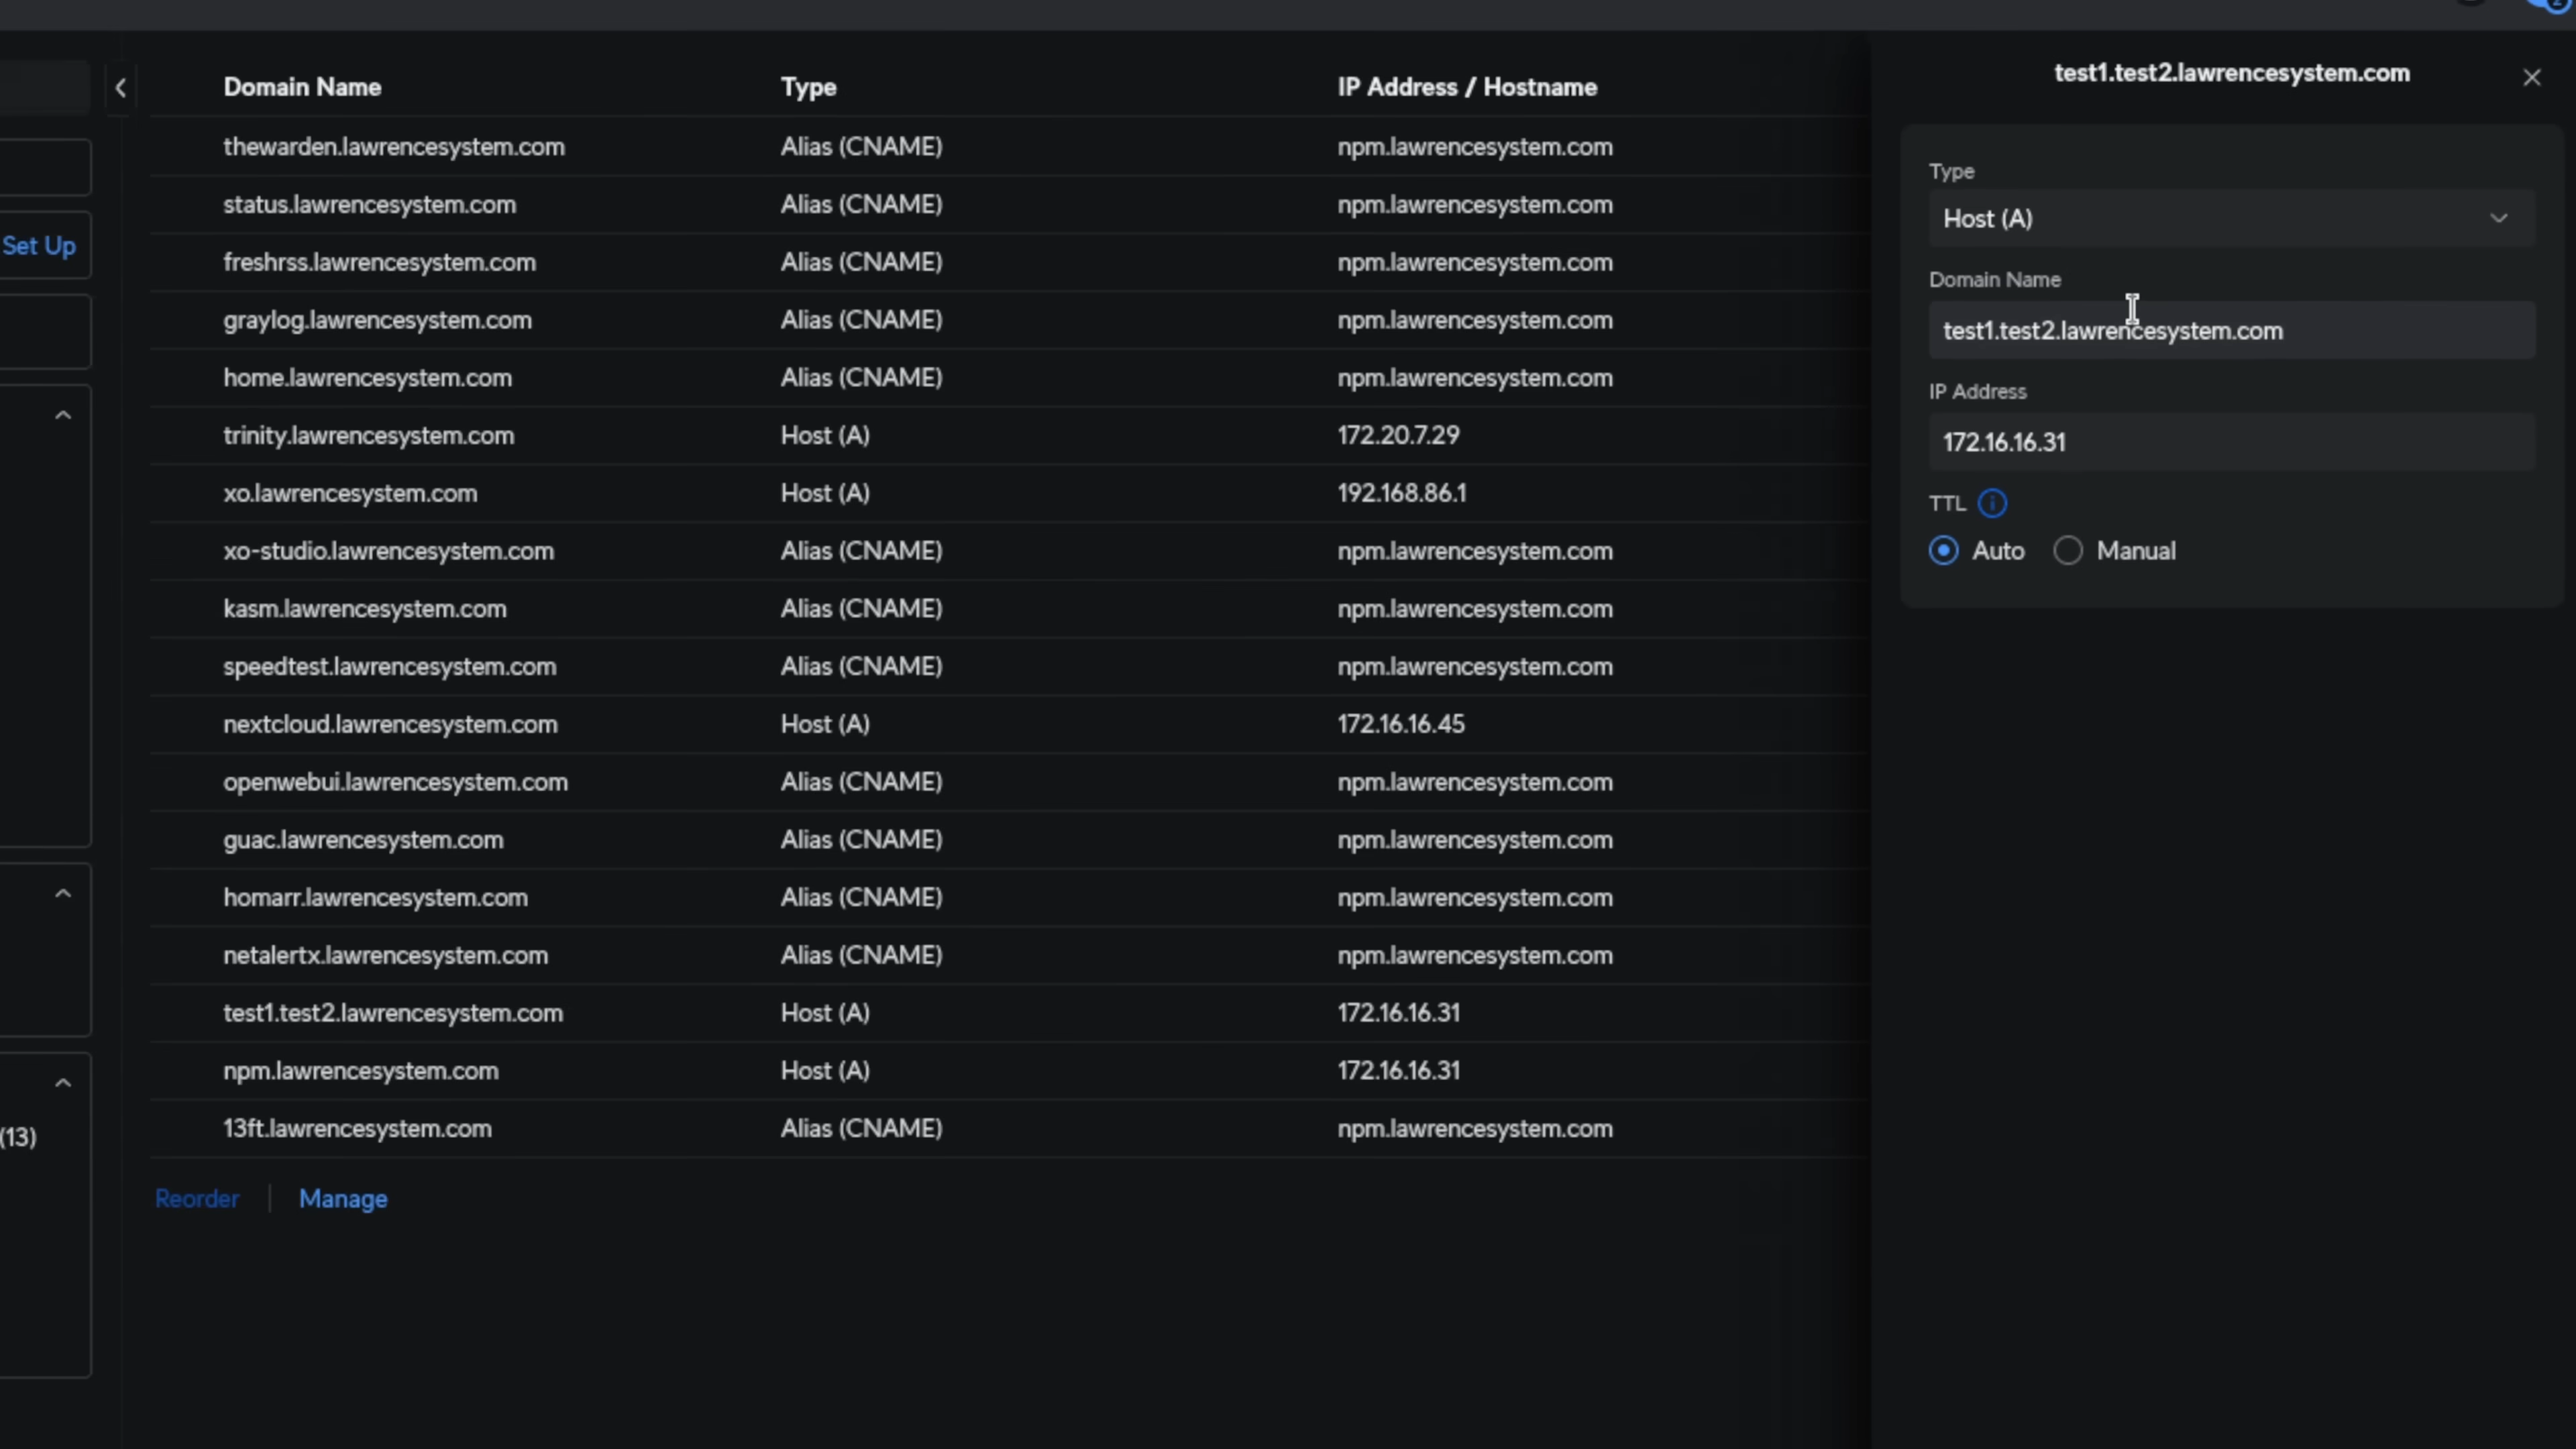 Domain Name Type IP Address / Hostname
thewarden.lawrencesystem.com Alias (CNAME) npm.lawrencesystem.com
status.lawrencesystem.com Alias (CNAME) npm.lawrencesystem.com
Set Up
freshrss.lawrencesystem.com Alias (CNAME) npm.lawrencesystem.com
graylog.lawrencesystem.com Alias (CNAME) npm.lawrencesystem.com
home.lawrencesystem.com Alias (CNAME) npm.lawrencesystem.com
trinity.lawrencesystem.com Host (A) 172.20.7.29
xo.lawrencesystem.com Host (A) 192.168.86.1
xo-studio.lawrencesystem.com Alias (CNAME) npm.lawrencesystem.com
kasm.lawrencesystem.com Alias (CNAME) npm.lawrencesystem.com
speedtest.lawrencesystem.com Alias (CNAME) npm.lawrencesystem.com
nextcloud.lawrencesystem.com Host (A) 172.16.16.45
openwebui.lawrencesystem.com Alias (CNAME) npm.lawrencesystem.com
guac.lawrencesystem.com Alias (CNAME) npm.lawrencesystem.com
homarr.lawrencesystem.com Alias (CNAME) npm.lawrencesystem.com
netalertx.lawrencesystem.com Alias (CNAME) npm.lawrencesystem.com
test1.test2.lawrencesystem.com Host (A) 172.16.16.31
npm.lawrencesystem.com Host (A) 172.16.16.31
13ft.lawrencesystem.com Alias (CNAME) npm.lawrencesystem.com
(13)
Reorder | Manage
test1.test2.lawrencesystem.com
Type
Host (A)
Domain Name
test1.test2.lawrencesystem.com
IP Address
172.16.16.31
TTL
Auto Manual